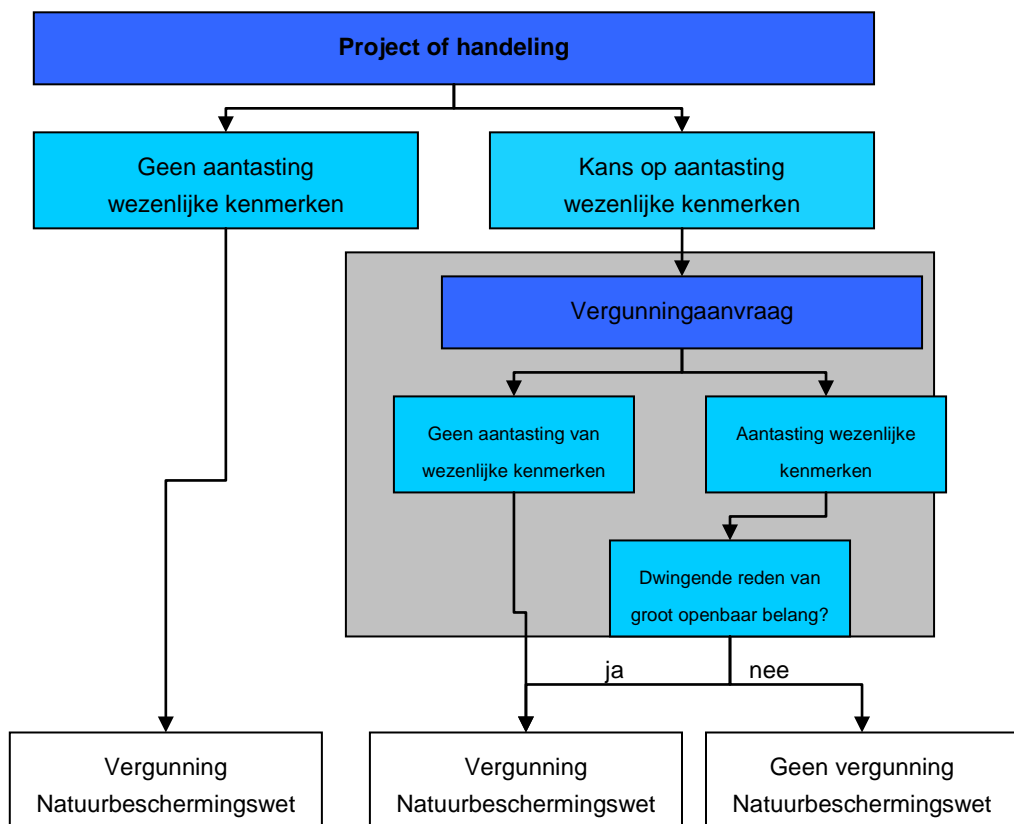 Project of handeling
Geen aantasting
wezenlijke kenmerken
Kans op aantasting
wezenlijke kenmerken
Vergunningaanvraag
Geen aantasting van
wezenlijke kenmerken
Aantasting wezenlijke
kenmerken
Dwingende reden van
groot openbaar belang?
ja
nee
Vergunning
Natuurbeschermingswet
Vergunning
Natuurbeschermingswet
Geen vergunning
Natuurbeschermingswet